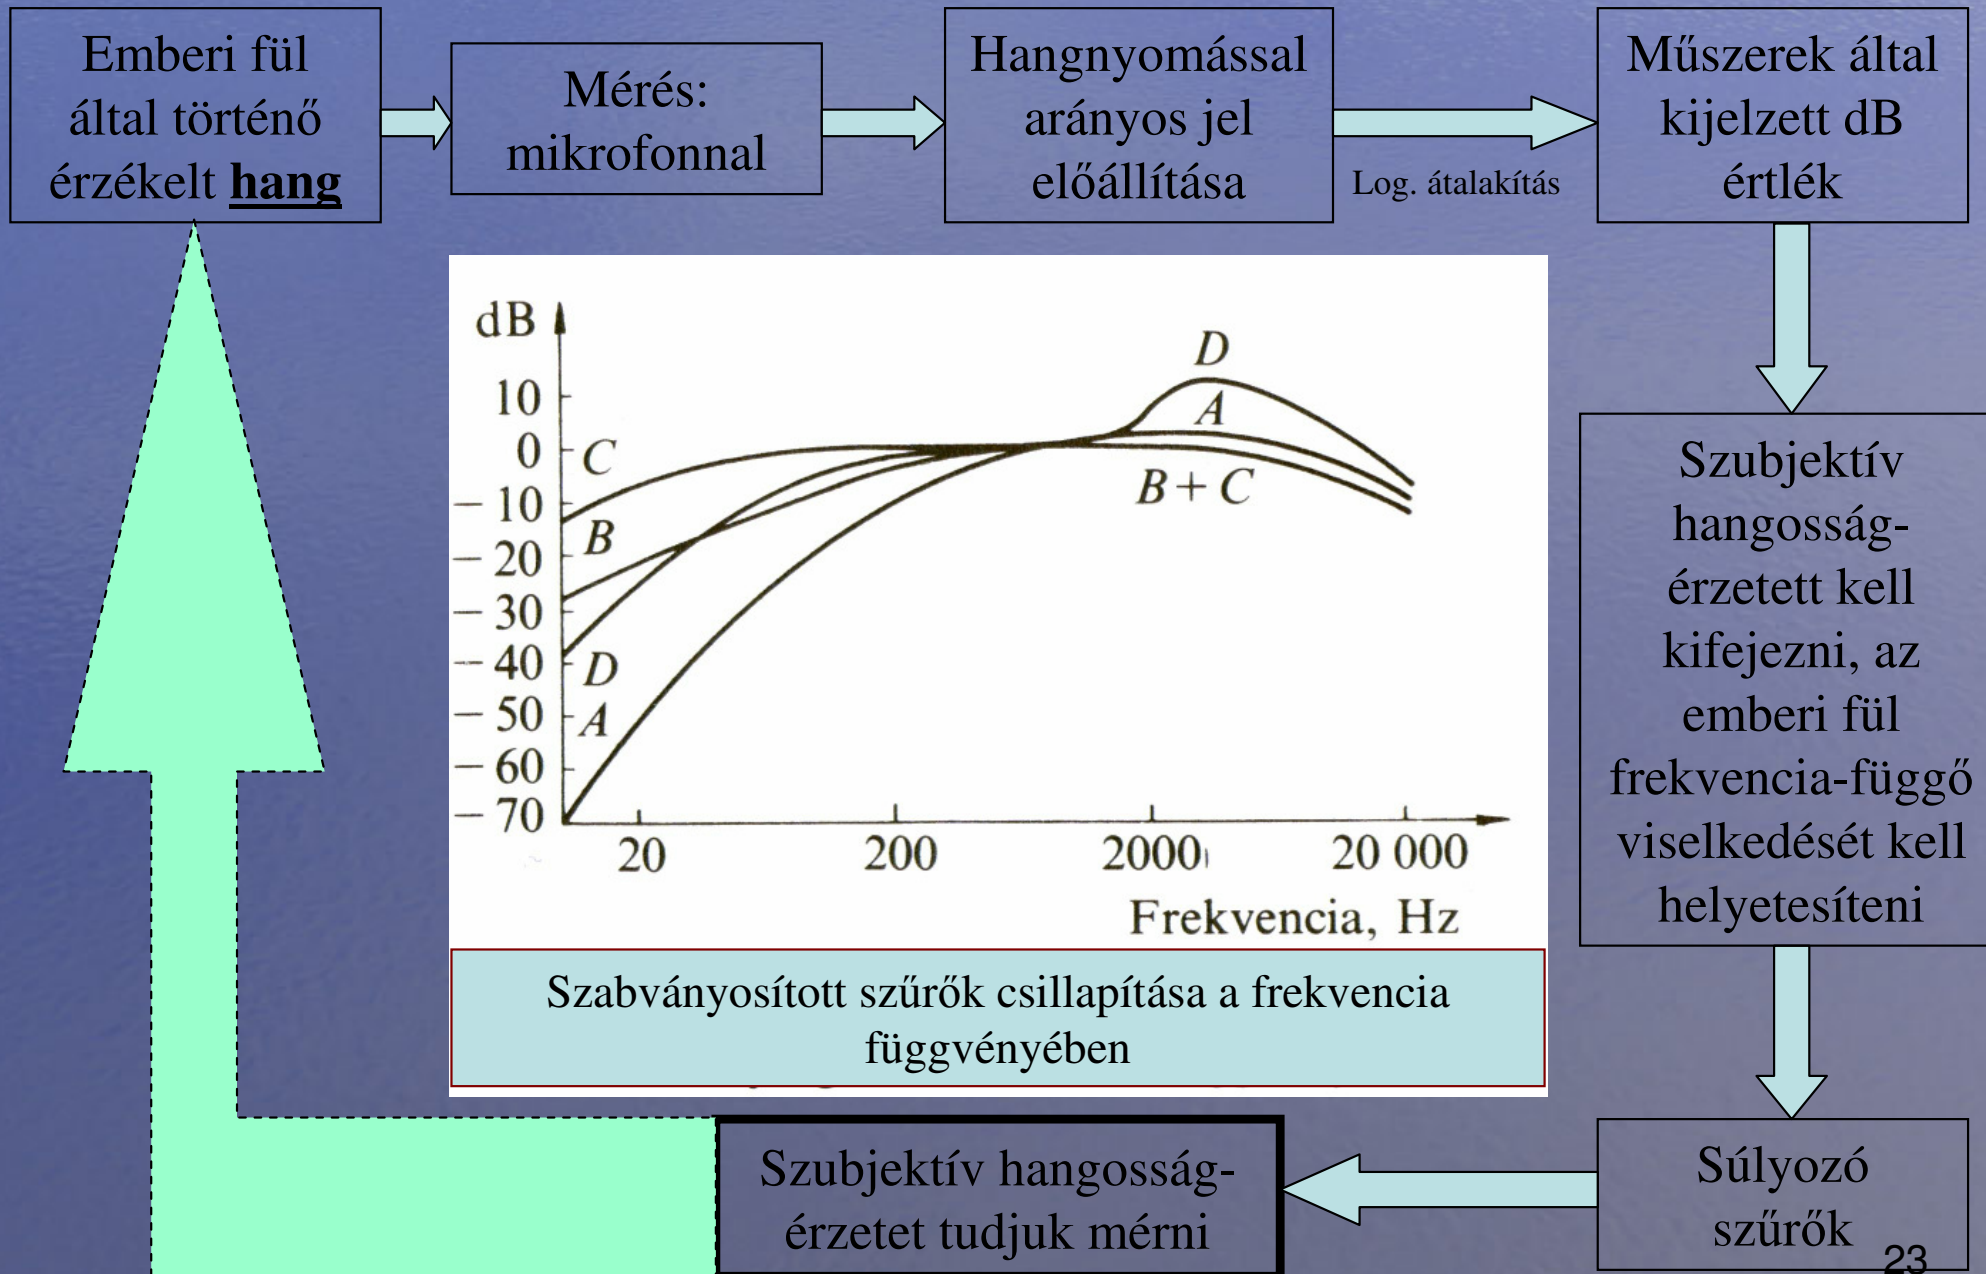 Emberi fül
által történő
érzékelt hang
Mérés:
mikrofonnal
Hangnyomással
arányos jel
előállítása
Log. átalakítás
Műszerek által
kijelzett dB
értlék
Szubjektív
hangosság-
érzetett kell
kifejezni, az
emberi fül
frekvencia-függő
viselkedését kell
helyetesíteni
dB
10
0
− 10
− 20
− 30
− 40
− 50
− 60
− 70
C
B
D
A
D
A
B + C
20
200
2000
20 000
Frekvencia, Hz
Szabványosított szűrők csillapítása a frekvencia
függvényében
Súlyozó
szűrők
Szubjektív hangosság-
érzetet tudjuk mérni
23